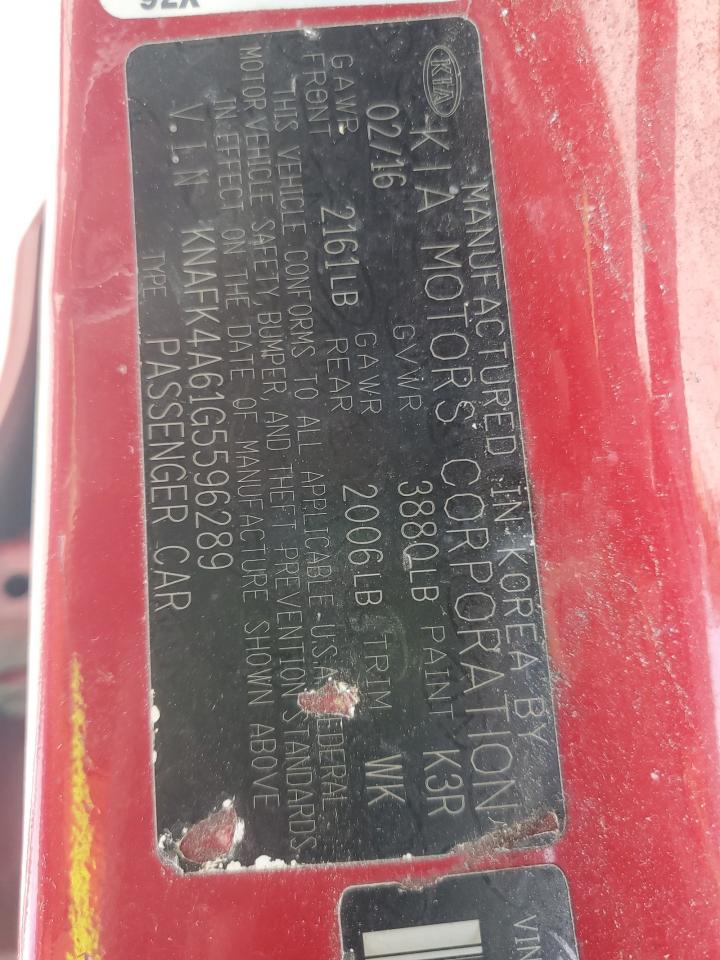 92X
KIA
MANUFACTURED IN KOREA BY
KIA MOTORS CORPORATION
02/16 GVWR 3880LB PAINT K3R
GAWR FRONT 2161LB GAWR REAR 2006LB TRIM WK
THIS VEHICLE CONFORMS TO ALL APPLICABLE U.S.A FEDERAL
MOTOR VEHICLE SAFETY, BUMPER, AND THEFT PREVENTION STANDARDS
IN EFFECT ON THE DATE OF MANUFACTURE SHOWN ABOVE
V.I.N KNAFK4A61G5596289
TYPE PASSENGER CAR
VIN